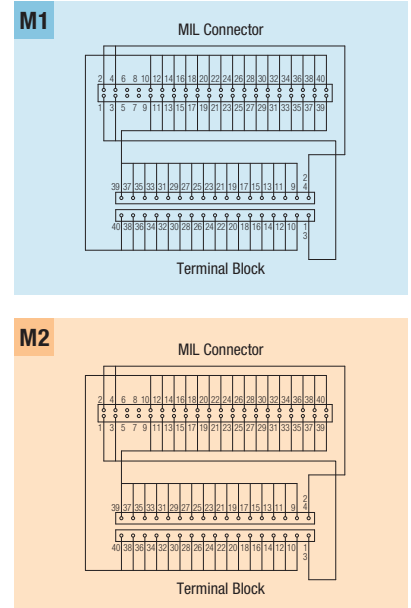 M1
MIL Connector
2 4 6 8 10 12 14 16 18 20 22 24 26 28 30 32 34 36 38 40
1 3 5 7 9 11 13 15 17 19 21 23 25 27 29 31 33 35 37 39
2
39 37 35 33 31 29 27 25 23 21 19 17 15 13 11 9 4
40 38 36 34 32 30 28 26 24 22 20 18 16 14 12 10 1
3
Terminal Block
M2
MIL Connector
2 4 6 8 10 12 14 16 18 20 22 24 26 28 30 32 34 36 38 40
1 3 5 7 9 11 13 15 17 19 21 23 25 27 29 31 33 35 37 39
2
39 37 35 33 31 29 27 25 23 21 19 17 15 13 11 9 4
40 38 36 34 32 30 28 26 24 22 20 18 16 14 12 10 1
3
Terminal Block